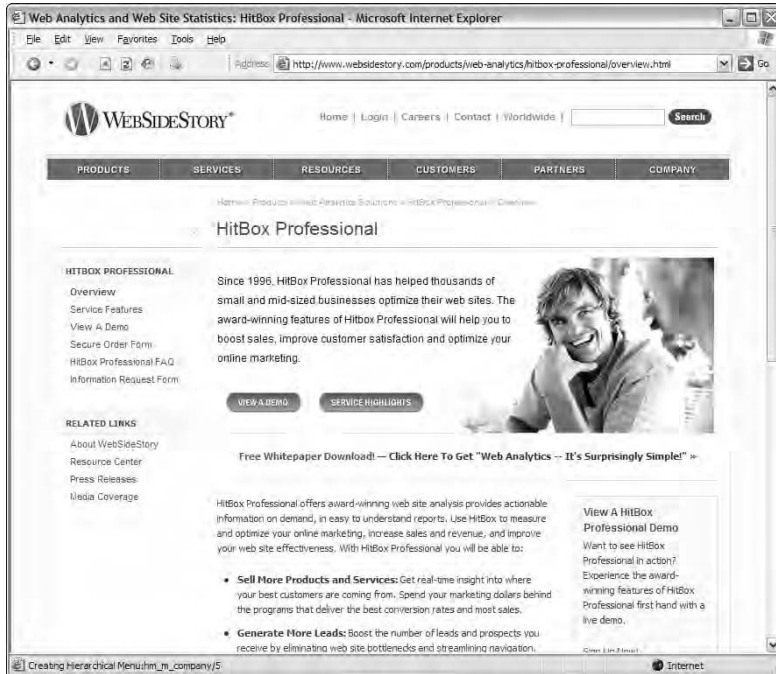 Web Analytics and Web Site Statistics: HitBox Professional - Microsoft Internet Explorer
File Edit View Favorites Tools Help
Address http://www.websidestory.com/products/web-analytics/hitbox-professional/overview.html Go
WEBSIDESTORY®
Home | Login | Careers | Contact | Worldwide | Search
PRODUCTS SERVICES RESOURCES CUSTOMERS PARTNERS COMPANY
Home > Products > Web Analytics Solutions > HitBox Professional > Overview
HitBox Professional
HITBOX PROFESSIONAL
Overview
Service Features
View A Demo
Secure Order Form
HitBox Professional FAQ
Information Request Form
RELATED LINKS
About WebSideStory
Resource Center
Press Releases
Media Coverage
Since 1996, HitBox Professional has helped thousands of
small and mid-sized businesses optimize their web sites. The
award-winning features of Hitbox Professional will help you to
boost sales, improve customer satisfaction and optimize your
online marketing.
VIEW A DEMO SERVICE HIGHLIGHTS
Free Whitepaper Download! — Click Here To Get "Web Analytics -- It's Surprisingly Simple!" »
HitBox Professional offers award-winning web site analysis provides actionable
information on demand, in easy to understand reports. Use HitBox to measure
and optimize your online marketing, increase sales and revenue, and improve
your web site effectiveness. With HitBox Professional you will be able to:
• Sell More Products and Services: Get real-time insight into where
your best customers are coming from. Spend your marketing dollars behind
the programs that deliver the best conversion rates and most sales.
• Generate More Leads: Boost the number of leads and prospects you
receive by eliminating web site bottlenecks and streamlining navigation.
View A HitBox
Professional Demo
Want to see HitBox
Professional in action?
Experience the award-
winning features of HitBox
Professional first hand with a
live demo.
Sign Up Now!
Creating Hierarchical Menu:hm_m_company/5 Internet